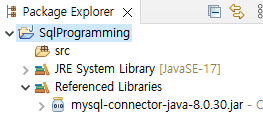 Package Explorer
SqlProgramming
src
JRE System Library [JavaSE-17]
Referenced Libraries
mysql-connector-java-8.0.30.jar -